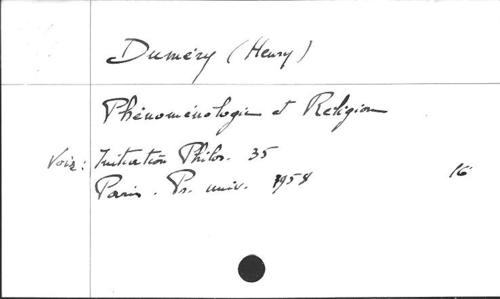 Duméry (Henry)
Phénoménologie et Religion
Voir: Initiation Philos. 35
Paris. Pr. univ. 1958 16